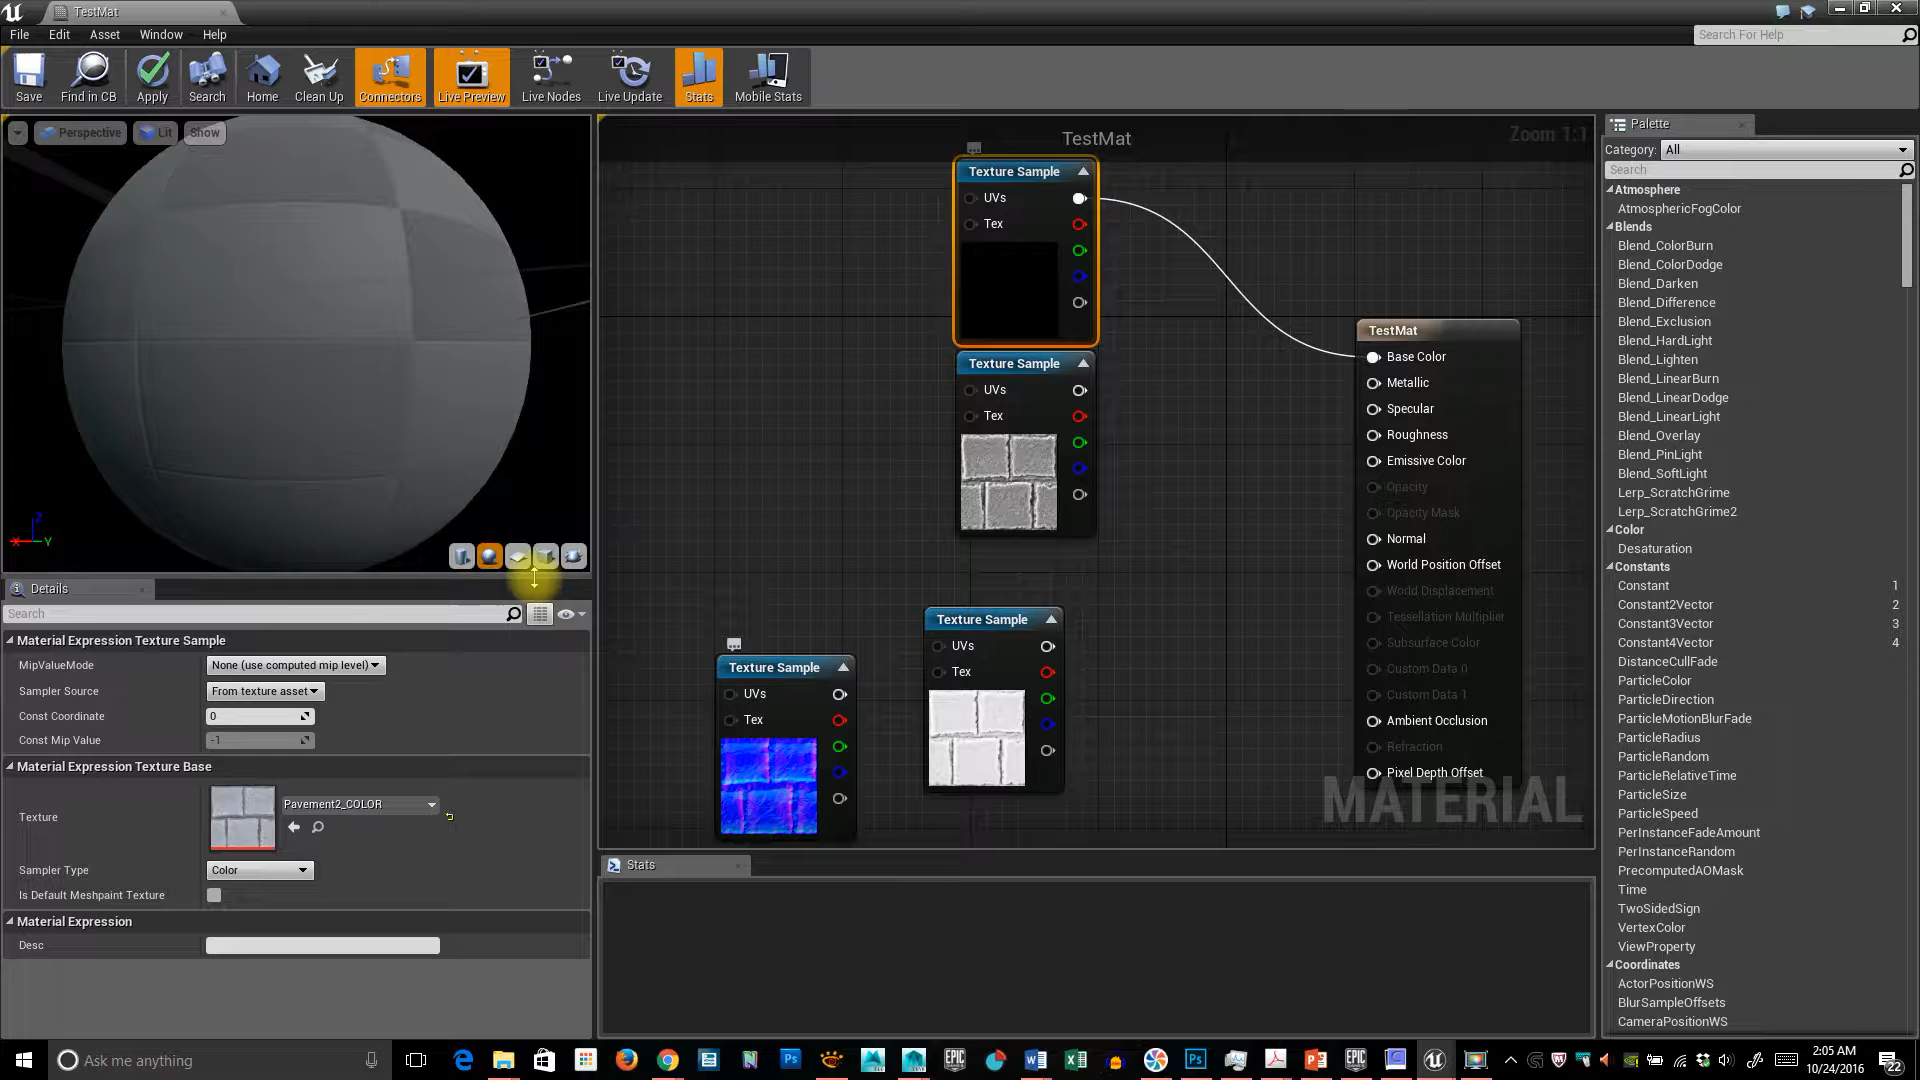 TestMat
File Edit Asset Window Help
Search For Help
Save Find in CB Apply Search Home Clean Up Connectors Live Preview Live Nodes Live Update Stats Mobile Stats
Perspective Lit Show
Z
X Y
Details
Search
Material Expression Texture Sample
MipValueMode None (use computed mip level)
Sampler Source From texture asset
Const Coordinate 0
Const Mip Value -1
Material Expression Texture Base
Texture Pavement2_COLOR
Sampler Type Color
Is Default Meshpaint Texture
Material Expression
Desc
TestMat
Zoom 1:1
Texture Sample
UVs
Tex
Texture Sample
UVs
Tex
Texture Sample
UVs
Tex
Texture Sample
UVs
Tex
TestMat
Base Color
Metallic
Specular
Roughness
Emissive Color
Opacity
Opacity Mask
Normal
World Position Offset
World Displacement
Tessellation Multiplier
Subsurface Color
Custom Data 0
Custom Data 1
Ambient Occlusion
Refraction
Pixel Depth Offset
MATERIAL
Stats
Palette
Category: All
Search
Atmosphere
AtmosphericFogColor
Blends
Blend_ColorBurn
Blend_ColorDodge
Blend_Darken
Blend_Difference
Blend_Exclusion
Blend_HardLight
Blend_Lighten
Blend_LinearBurn
Blend_LinearDodge
Blend_LinearLight
Blend_Overlay
Blend_PinLight
Blend_SoftLight
Lerp_ScratchGrime
Lerp_ScratchGrime2
Color
Desaturation
Constants
Constant 1
Constant2Vector 2
Constant3Vector 3
Constant4Vector 4
DistanceCullFade
ParticleColor
ParticleDirection
ParticleMotionBlurFade
ParticleRadius
ParticleRandom
ParticleRelativeTime
ParticleSize
ParticleSpeed
PerInstanceFadeAmount
PerInstanceRandom
PrecomputedAOMask
Time
TwoSidedSign
VertexColor
ViewProperty
Coordinates
ActorPositionWS
BlurSampleOffsets
CameraPositionWS
Ask me anything
2:05 AM
10/24/2016
22